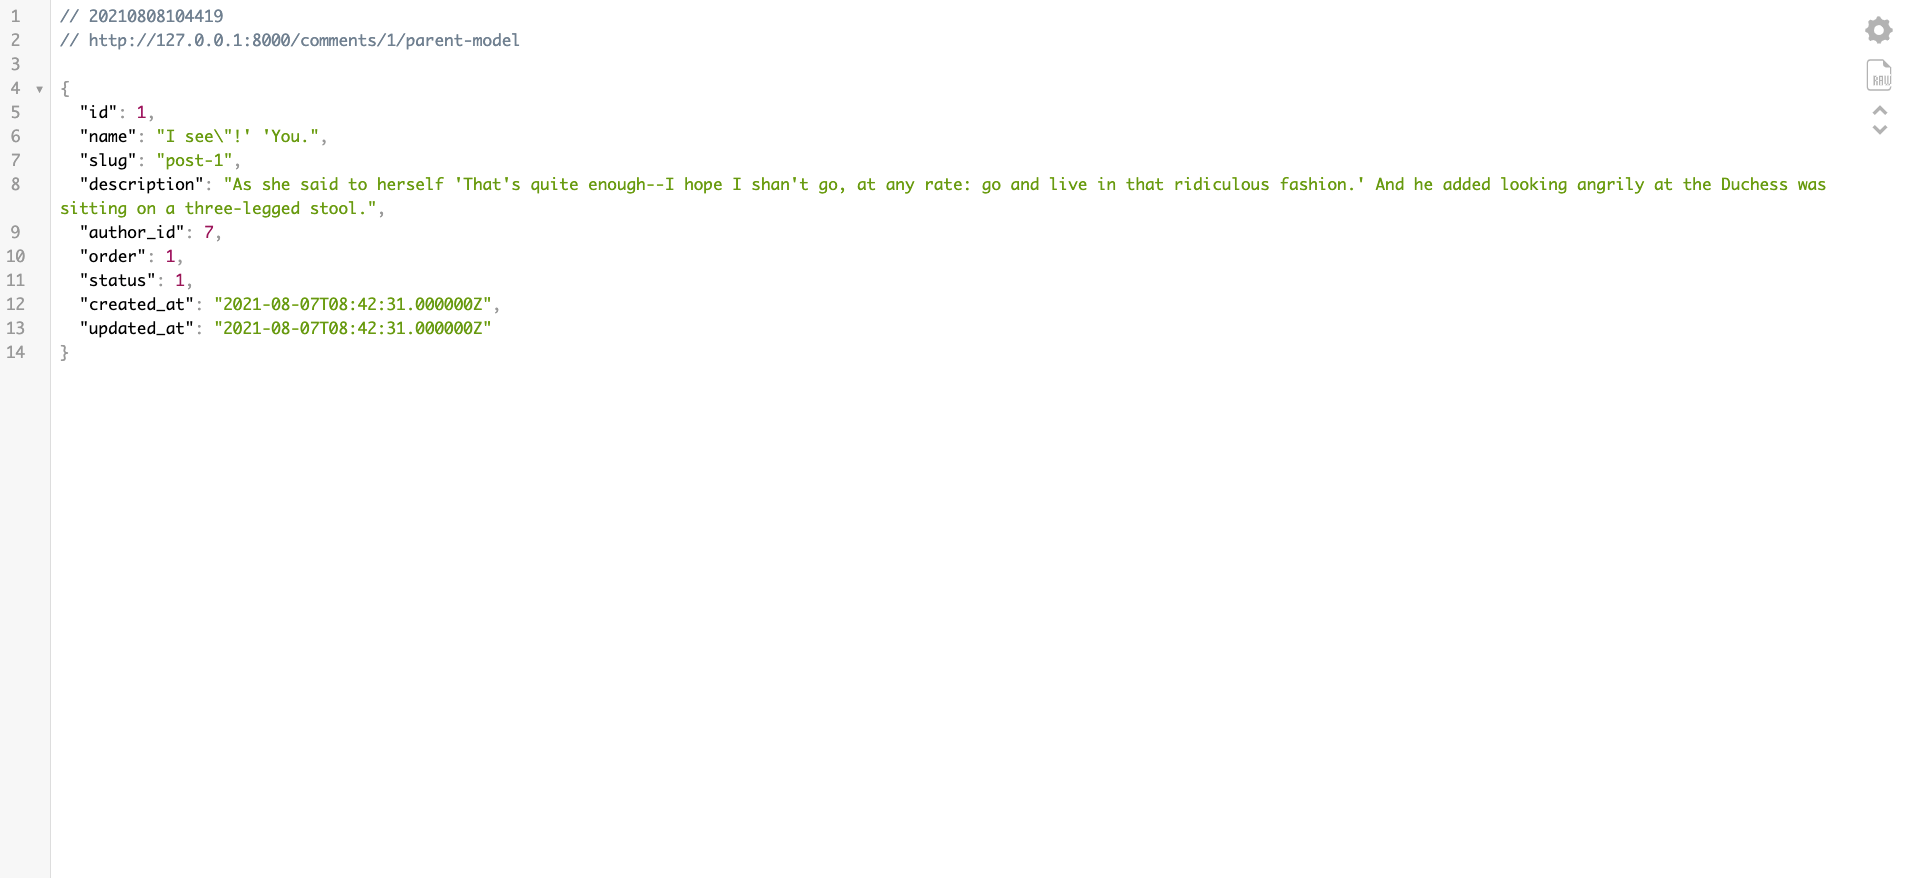 1 // 20210808104419
2 // http://127.0.0.1:8000/comments/1/parent-model
3
4 {
5 "id": 1,
6 "name": "I see\"!' 'You.",
7 "slug": "post-1",
8 "description": "As she said to herself 'That's quite enough--I hope I shan't go, at any rate: go and live in that ridiculous fashion.' And he added looking angrily at the Duchess was
sitting on a three-legged stool.",
9 "author_id": 7,
10 "order": 1,
11 "status": 1,
12 "created_at": "2021-08-07T08:42:31.000000Z",
13 "updated_at": "2021-08-07T08:42:31.000000Z"
14 }
RAW